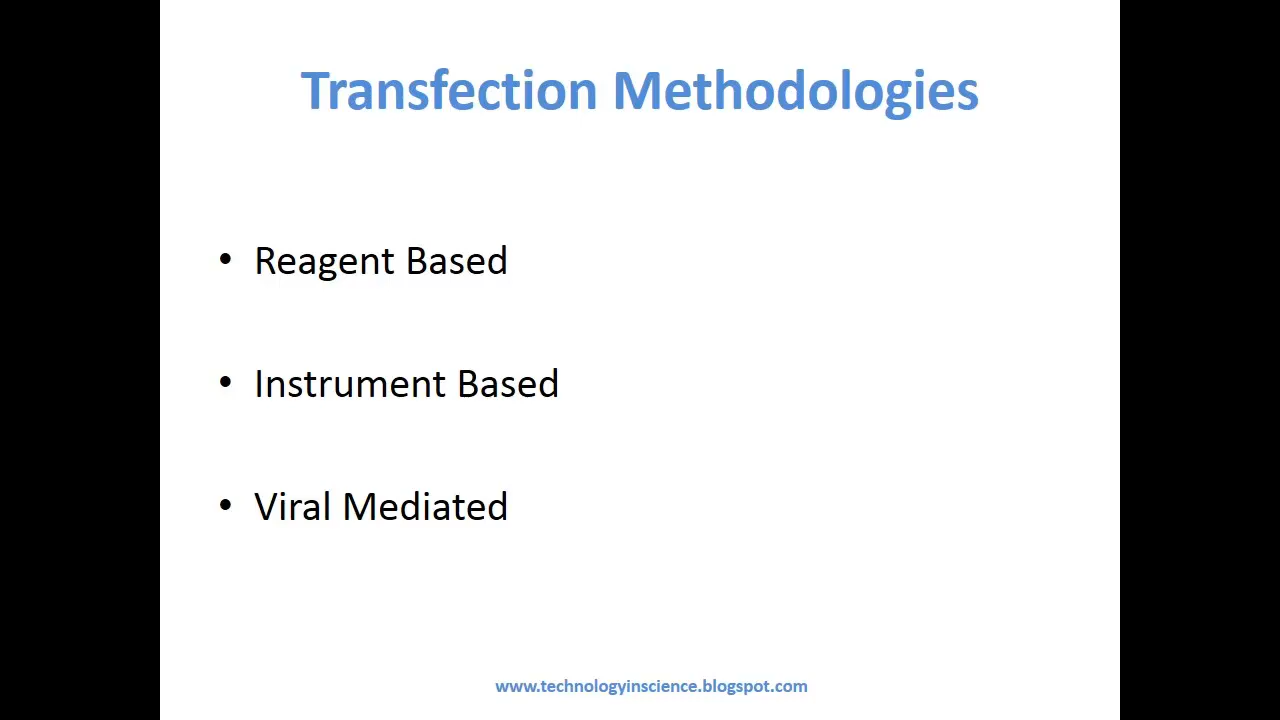 Transfection Methodologies
• Reagent Based
• Instrument Based
• Viral Mediated
www.technologyinscience.blogspot.com